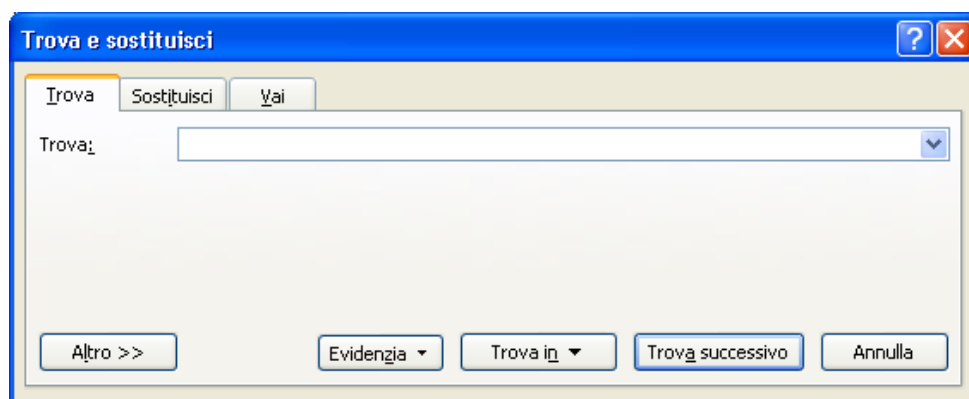 Trova e sostituisci
Trova Sostituisci Vai
Trova:
Altro >> Evidenzia Trova in Trova successivo Annulla